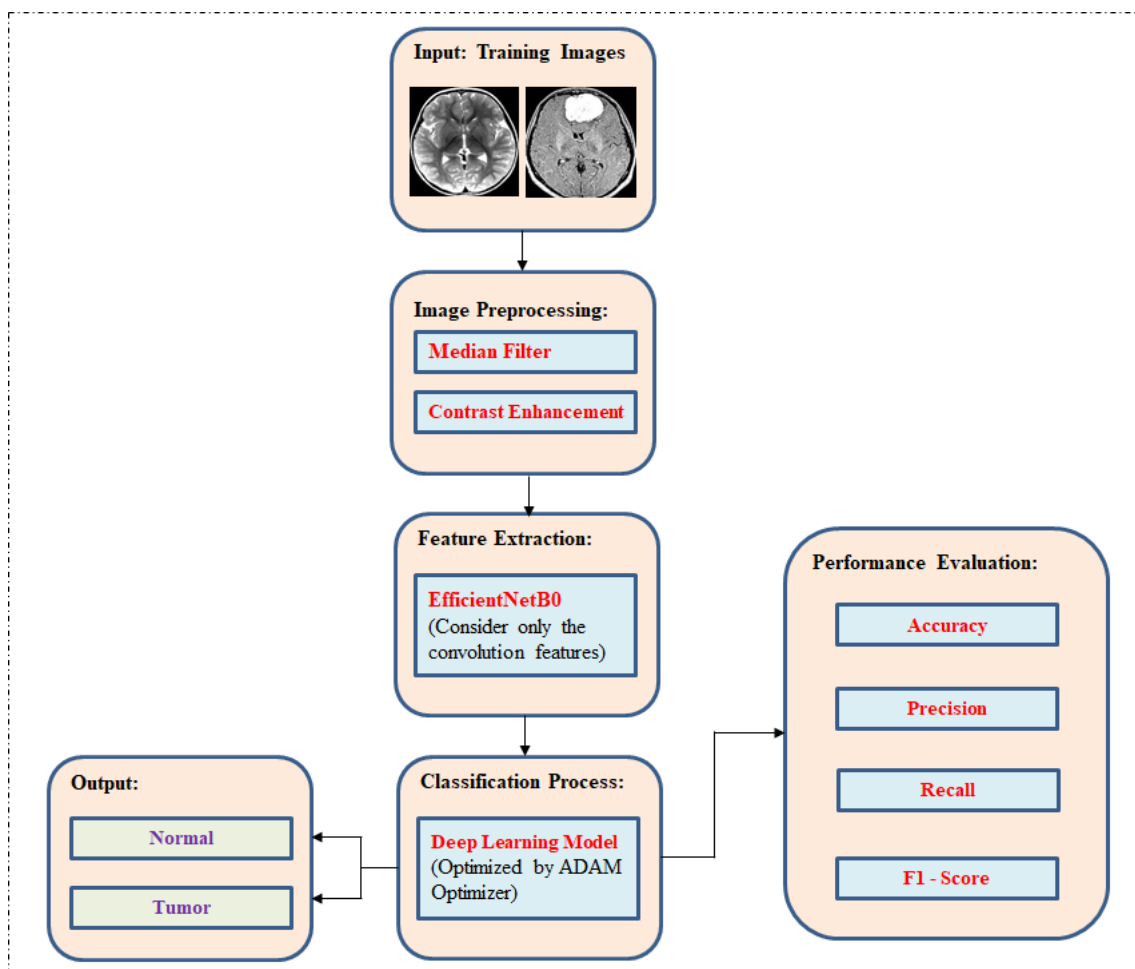 Input: Training Images
Image Preprocessing:
Median Filter
Contrast Enhancement
Feature Extraction:
EfficientNetB0
(Consider only the
convolution features)
Classification Process:
Deep Learning Model
(Optimized by ADAM
Optimizer)
Output:
Normal
Tumor
Performance Evaluation:
Accuracy
Precision
Recall
F1 - Score